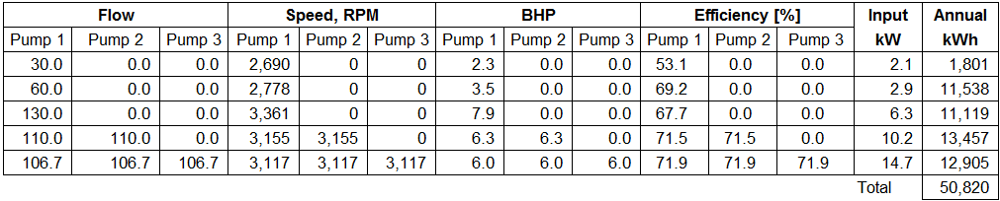 Flow Speed, RPM BHP Efficiency [%] Input Annual
Pump 1 Pump 2 Pump 3 Pump 1 Pump 2 Pump 3 Pump 1 Pump 2 Pump 3 Pump 1 Pump 2 Pump 3 kW kWh
30.0 0.0 0.0 2,690 0 0 2.3 0.0 0.0 53.1 0.0 0.0 2.1 1,801
60.0 0.0 0.0 2,778 0 0 3.5 0.0 0.0 69.2 0.0 0.0 2.9 11,538
130.0 0.0 0.0 3,361 0 0 7.9 0.0 0.0 67.7 0.0 0.0 6.3 11,119
110.0 110.0 0.0 3,155 3,155 0 6.3 6.3 0.0 71.5 71.5 0.0 10.2 13,457
106.7 106.7 106.7 3,117 3,117 3,117 6.0 6.0 6.0 71.9 71.9 71.9 14.7 12,905
Total 50,820